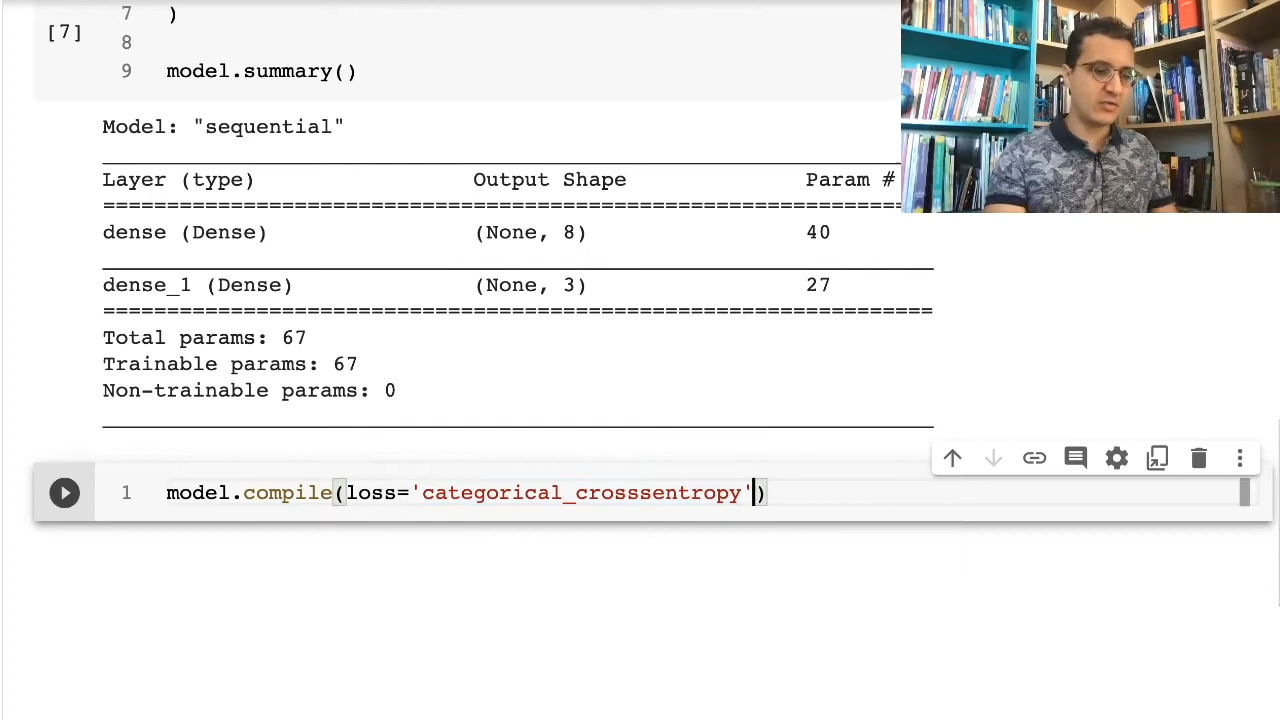 7 )
[7] 8
9 model.summary()
Model: "sequential"
Layer (type) Output Shape Param #
dense (Dense) (None, 8) 40
dense_1 (Dense) (None, 3) 27
Total params: 67
Trainable params: 67
Non-trainable params: 0
1 model.compile(loss='categorical_crosssentropy')